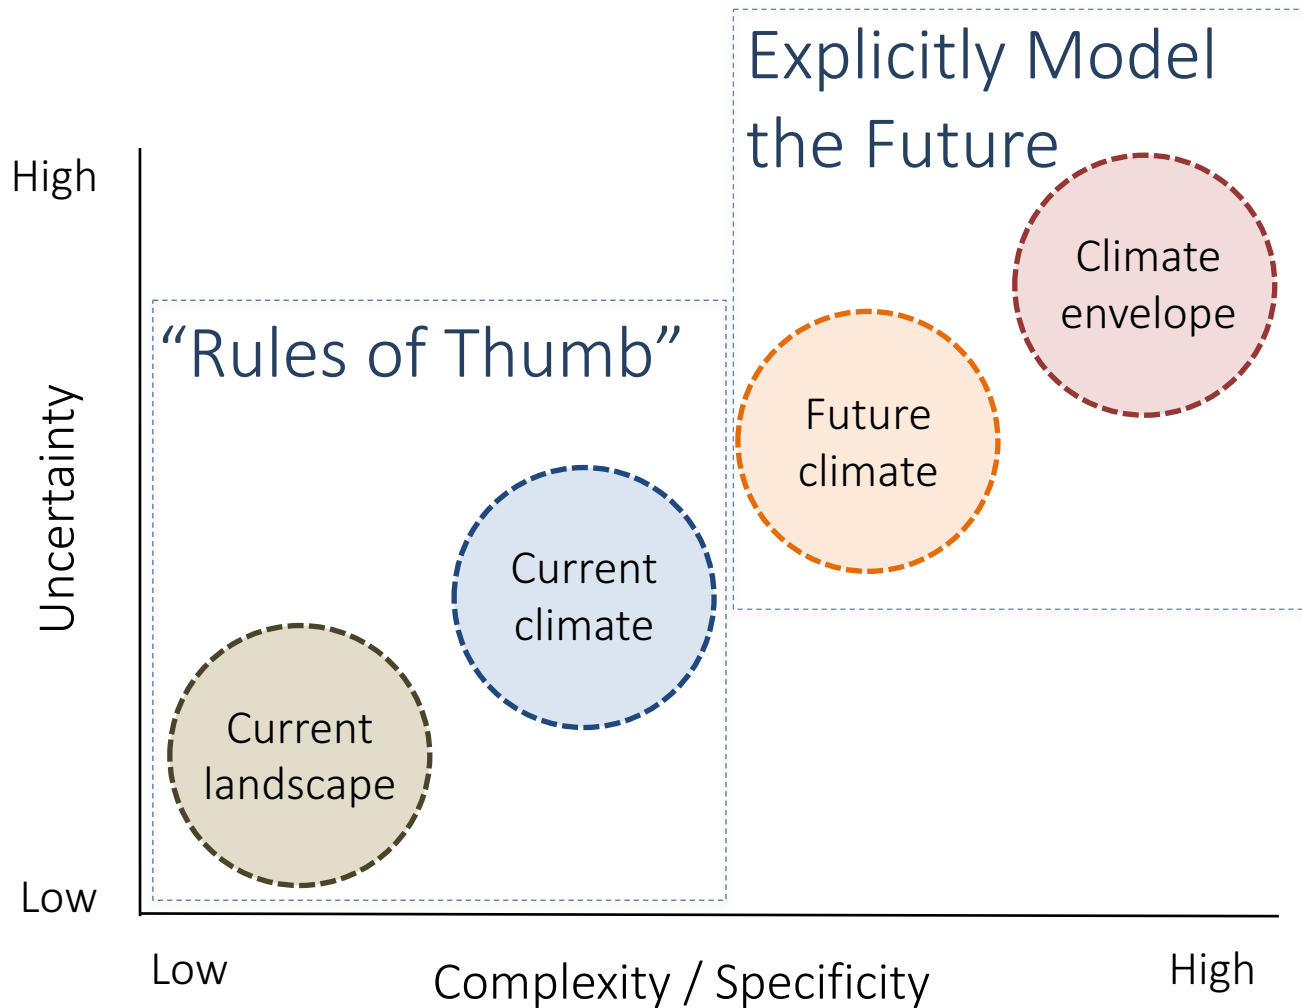 Explicitly Model
the Future
High
Climate
envelope
“Rules of Thumb”
Future
climate
Uncertainty
Current
climate
Current
landscape
Low
Low
Complexity / Specificity
High